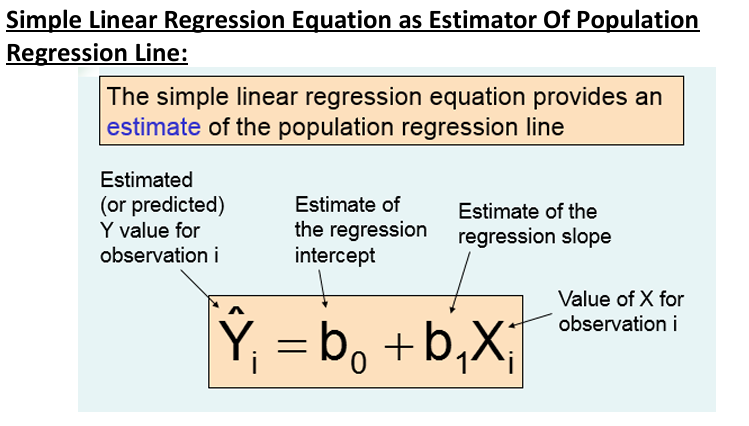 Simple Linear Regression Equation as Estimator Of Population
Regression Line:
The simple linear regression equation provides an
estimate of the population regression line
Estimated
(or predicted)
Y value for
observation i
Estimate of
the regression
intercept
Estimate of the
regression slope
Value of X for
observation i
Ŷᵢ = b₀ + b₁Xᵢ